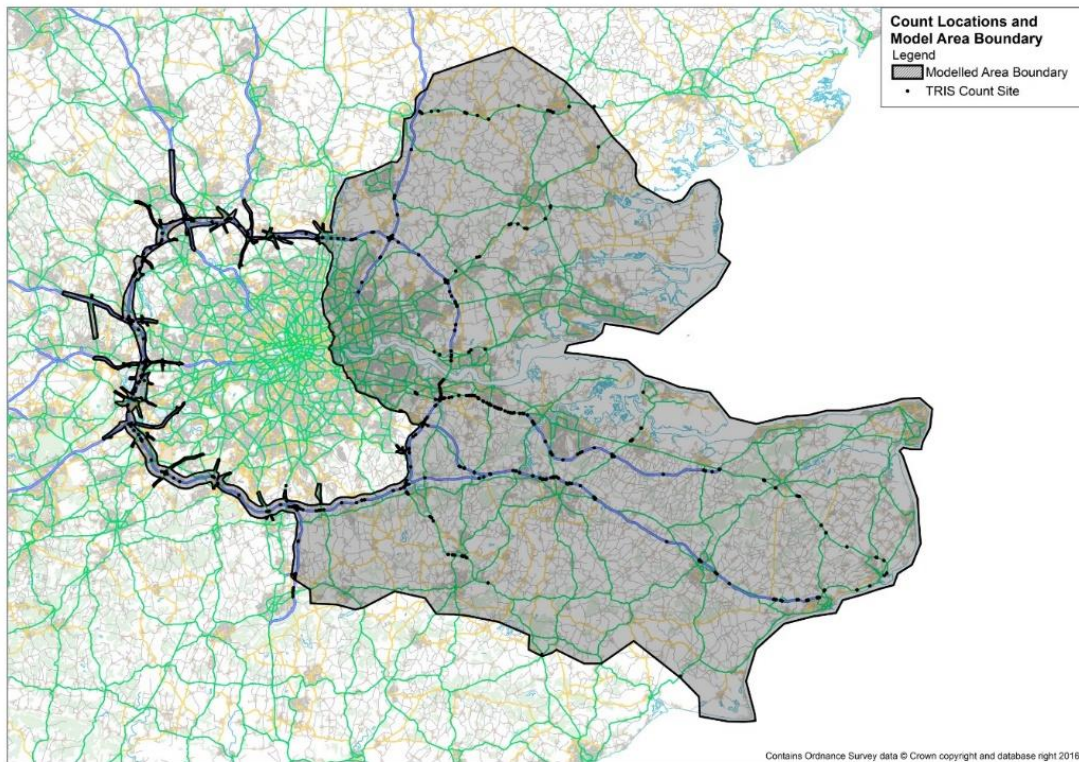 Count Locations and
Model Area Boundary
Legend
Modelled Area Boundary
TRIS Count Site
Contains Ordnance Survey data © Crown copyright and database right 2016